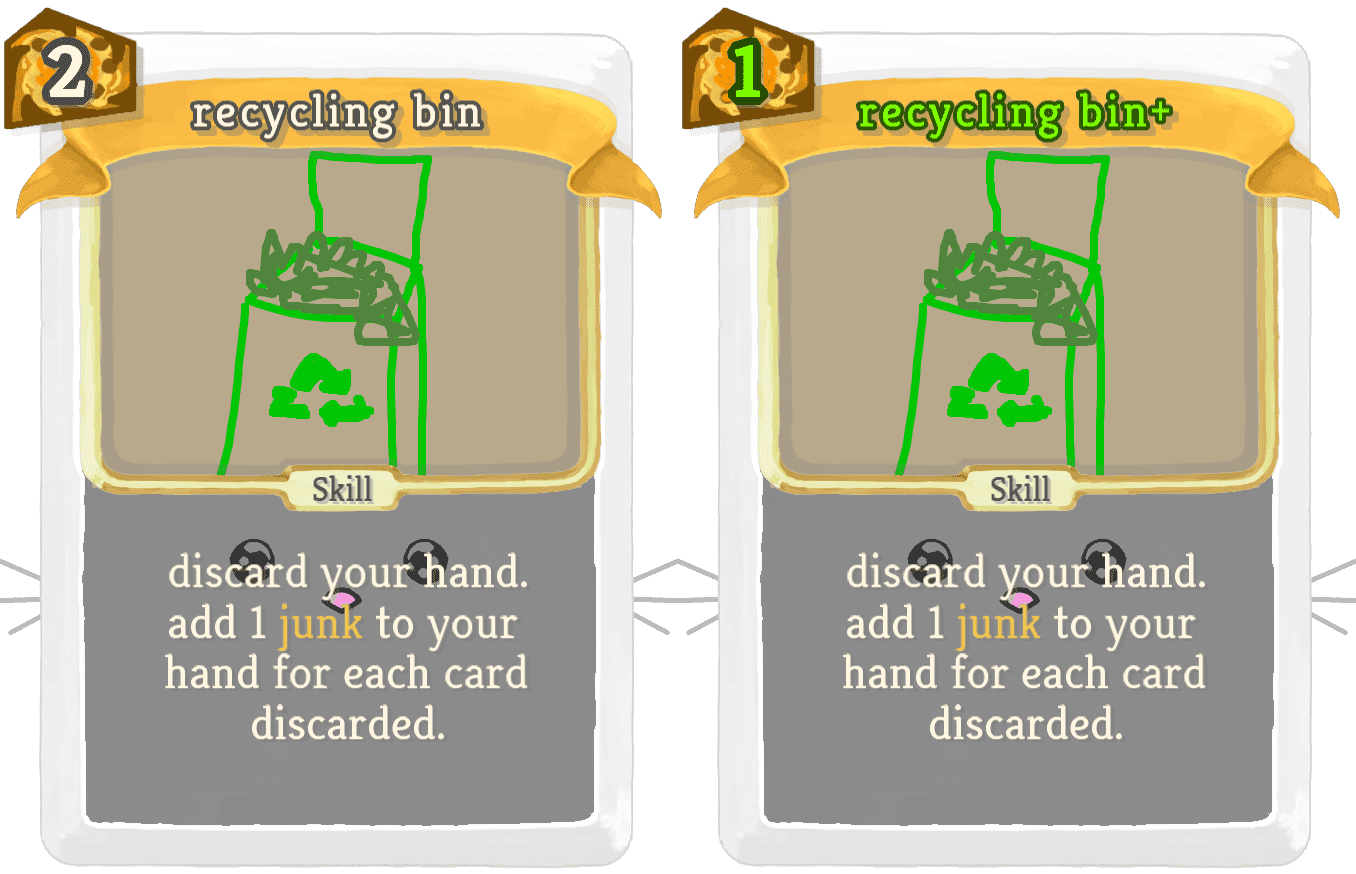 2
recycling bin
Skill
discard your hand.
add 1 junk to your
hand for each card
discarded.
1
recycling bin+
Skill
discard your hand.
add 1 junk to your
hand for each card
discarded.